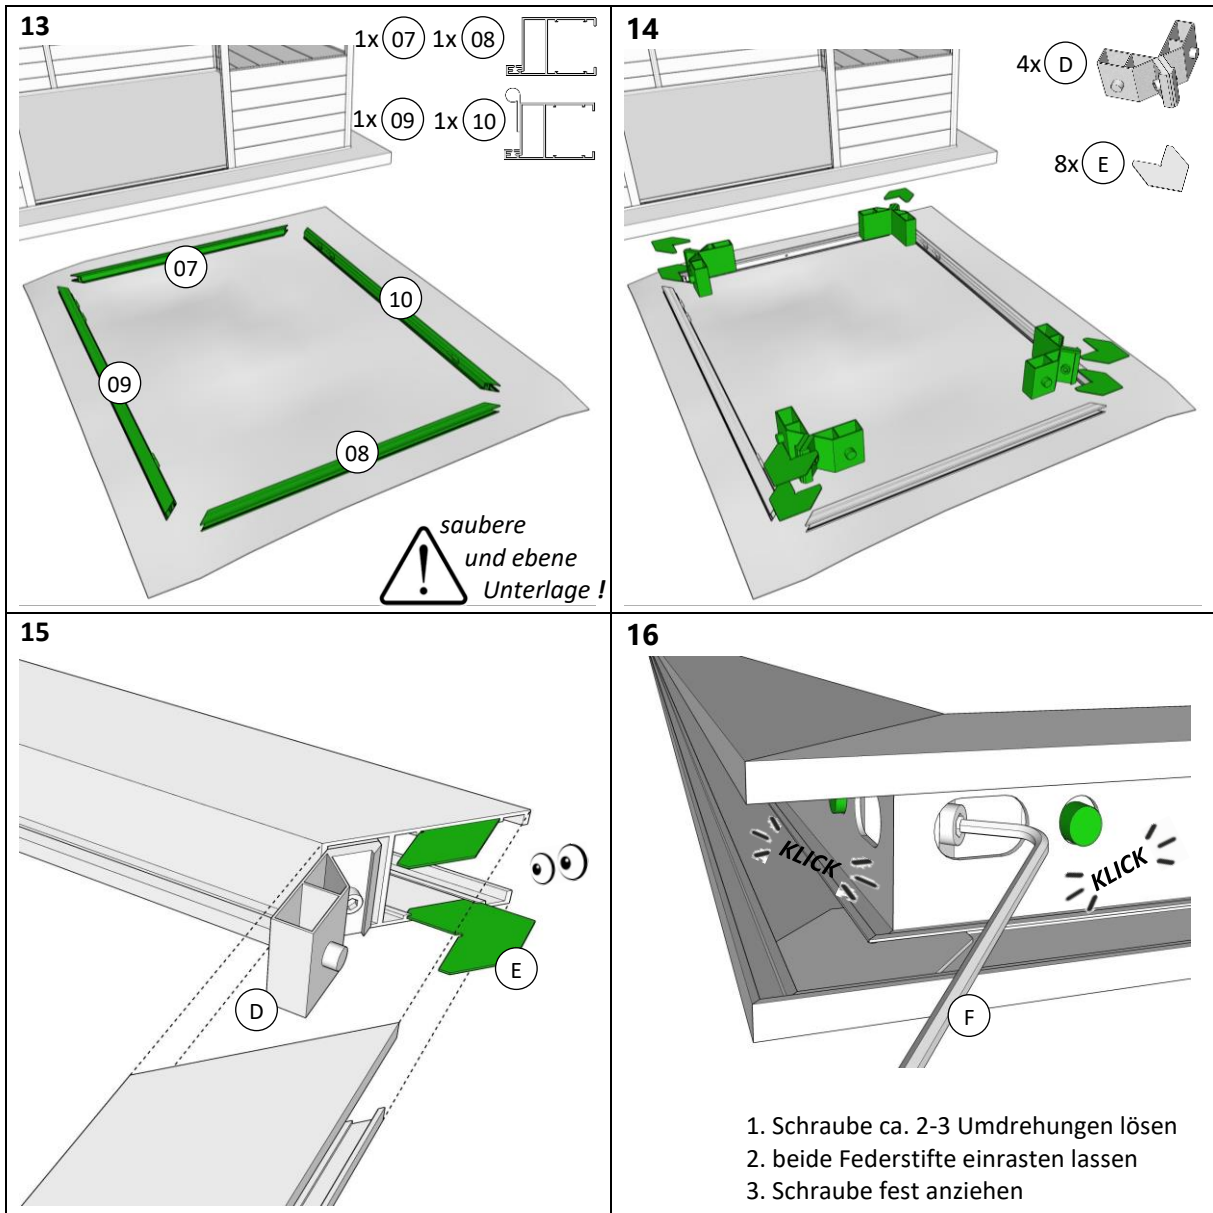 13
1x 07 1x 08
1x 09 1x 10
07
10
09
08
saubere
und ebene
Unterlage !
14
4x D
8x E
15
D
E
16
KLICK
KLICK
F
1. Schraube ca. 2-3 Umdrehungen lösen
2. beide Federstifte einrasten lassen
3. Schraube fest anziehen